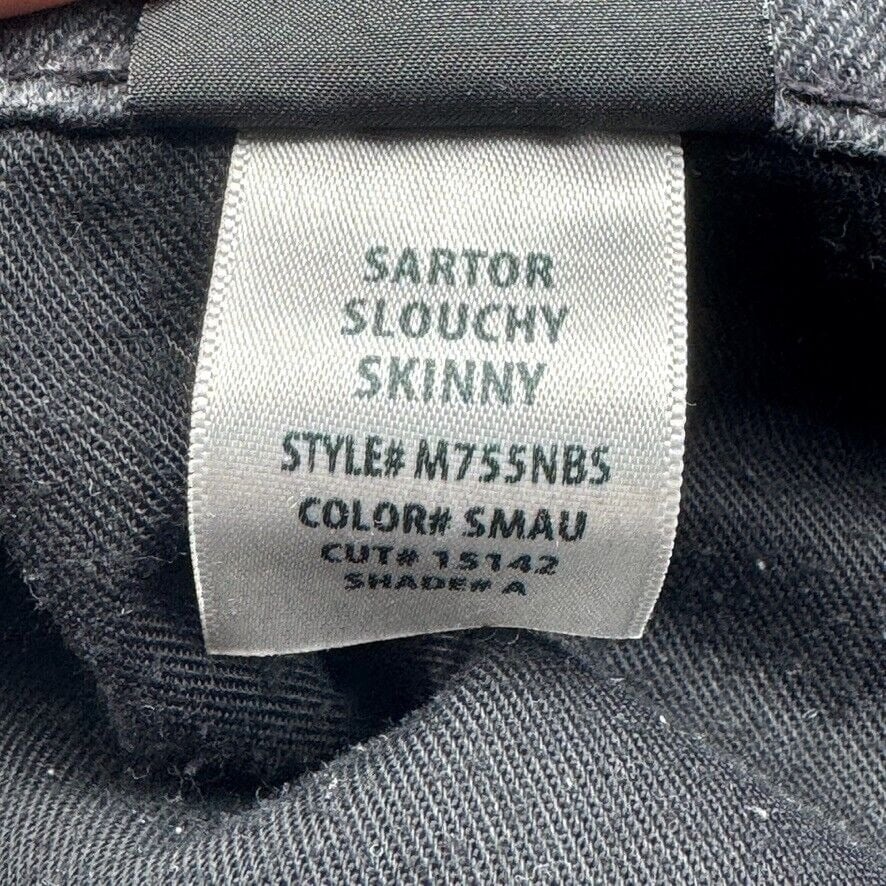 SARTOR
SLOUCHY
SKINNY
STYLE# M755NBS
COLOR# SMAU
CUT# 15142
SHADE# A